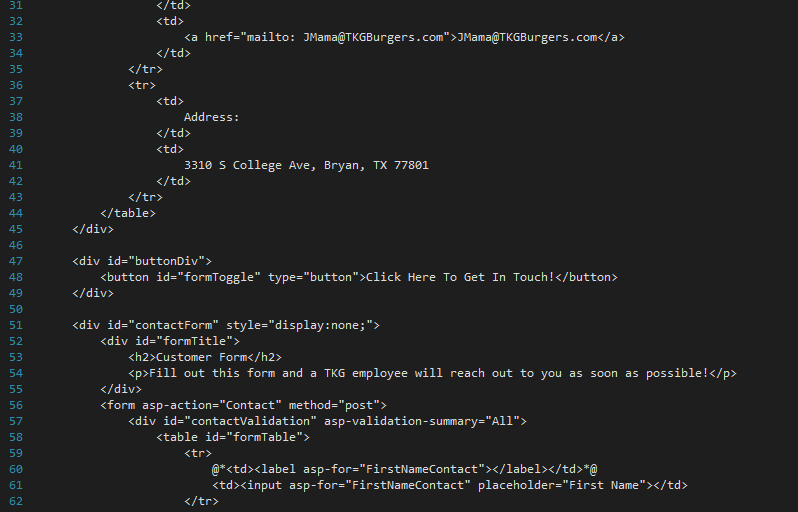 31 </td>
32 <td>
33 <a href="mailto: JMama@TKGBurgers.com">JMama@TKGBurgers.com</a>
34 </td>
35 </tr>
36 <tr>
37 <td>
38 Address:
39 </td>
40 <td>
41 3310 S College Ave, Bryan, TX 77801
42 </td>
43 </tr>
44 </table>
45 </div>
46
47 <div id="buttonDiv">
48 <button id="formToggle" type="button">Click Here To Get In Touch!</button>
49 </div>
50
51 <div id="contactForm" style="display:none;">
52 <div id="formTitle">
53 <h2>Customer Form</h2>
54 <p>Fill out this form and a TKG employee will reach out to you as soon as possible!</p>
55 </div>
56 <form asp-action="Contact" method="post">
57 <div id="contactValidation" asp-validation-summary="All">
58 <table id="formTable">
59 <tr>
60 @*<td><label asp-for="FirstNameContact"></label></td>*@
61 <td><input asp-for="FirstNameContact" placeholder="First Name"></td>
62 </tr>